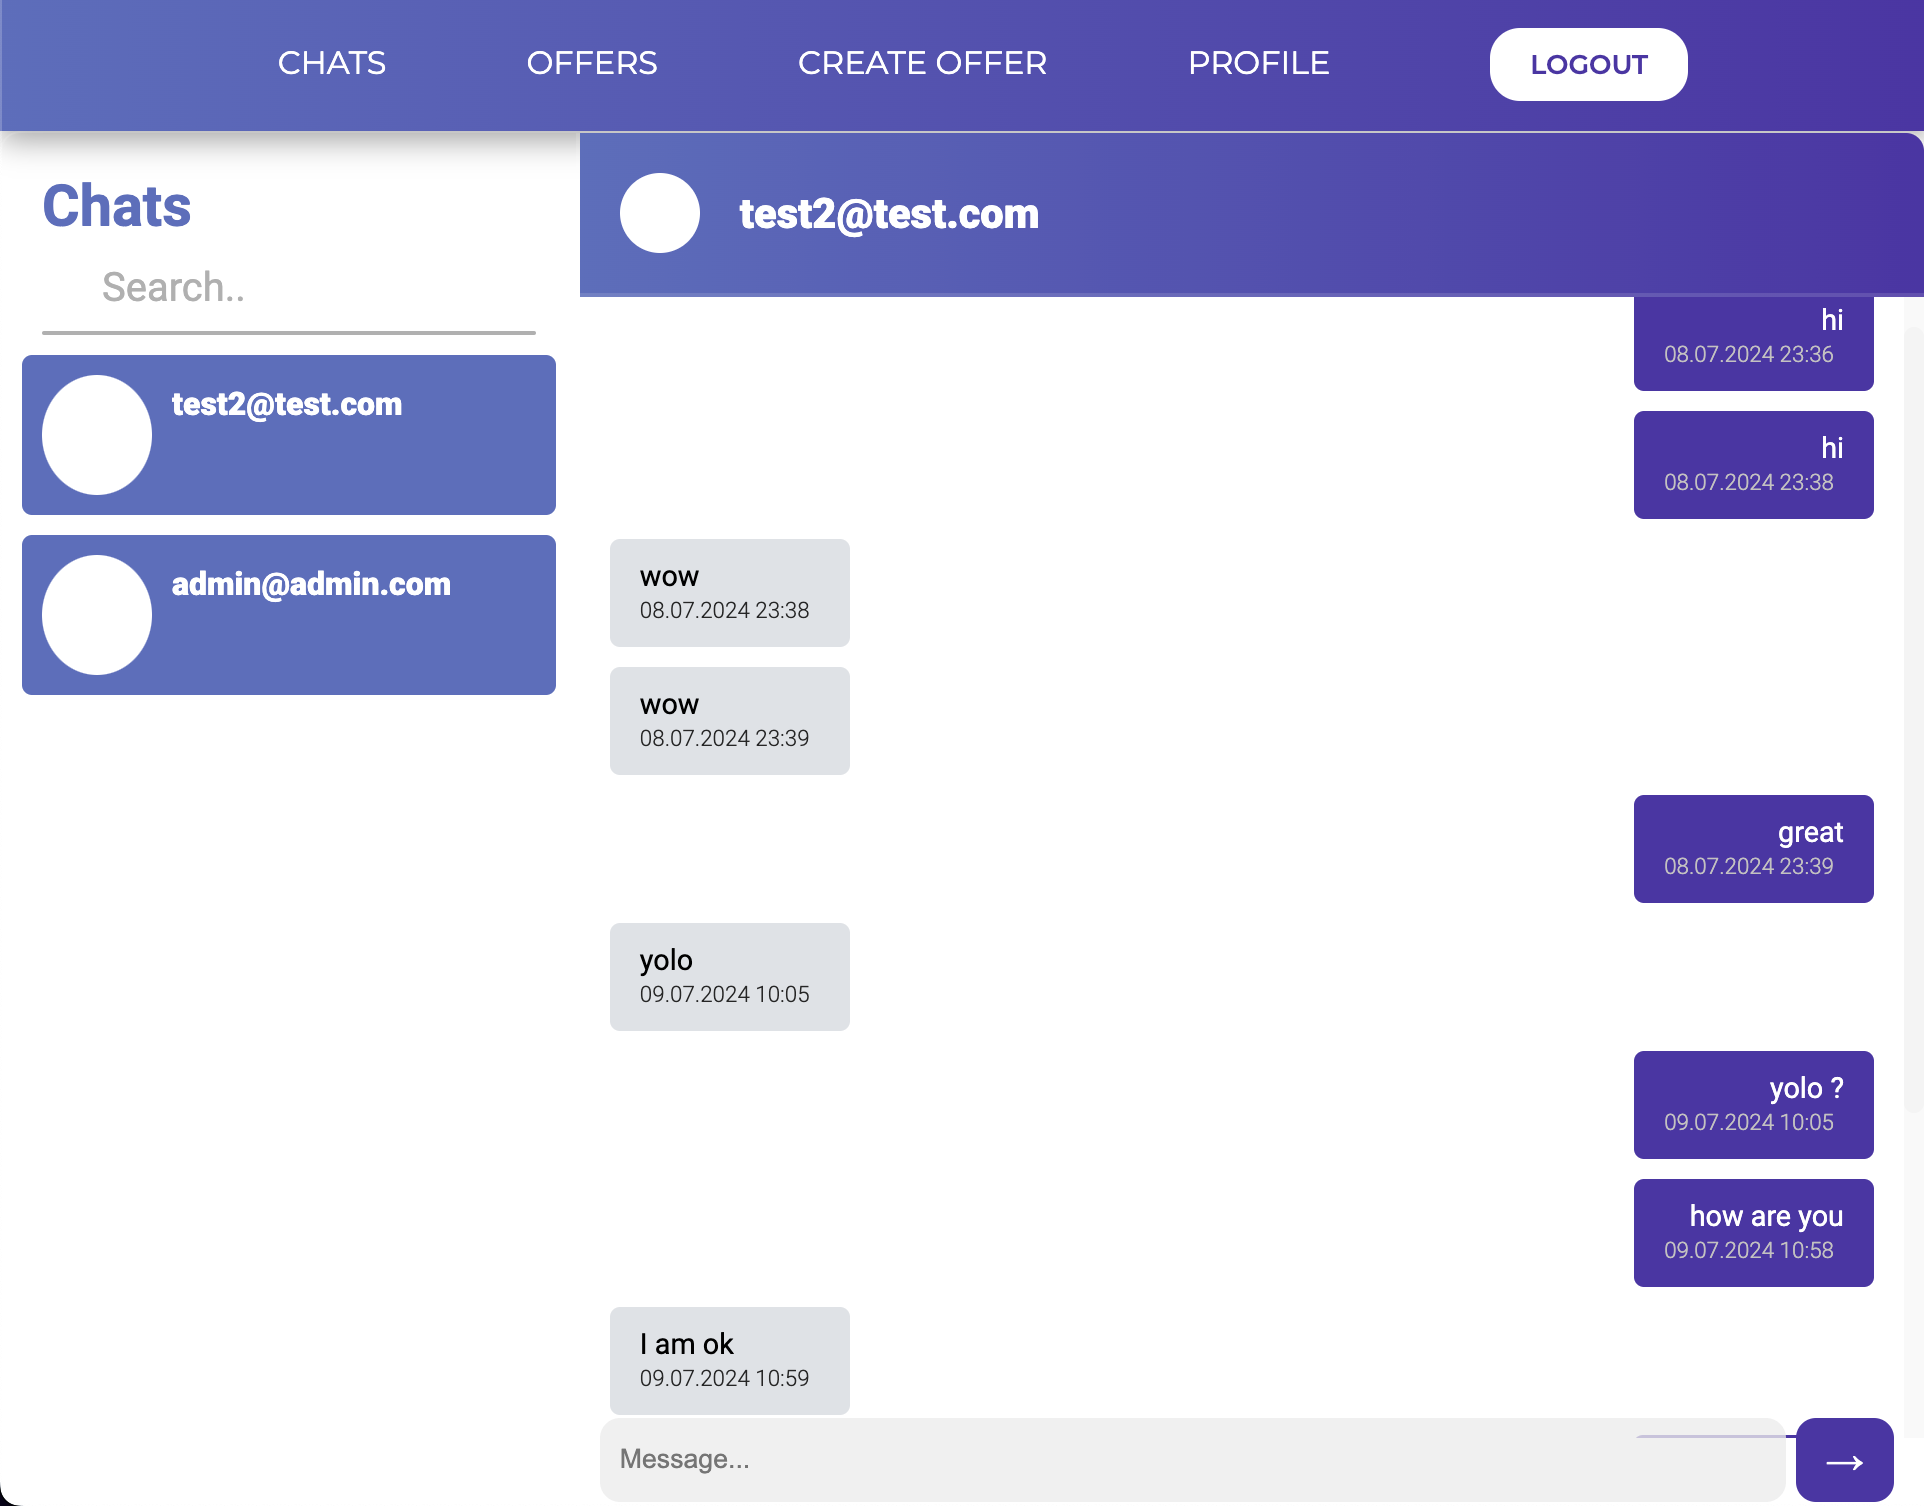 CHATS OFFERS CREATE OFFER PROFILE LOGOUT
Chats
Search..
test2@test.com
admin@admin.com
test2@test.com
hi
08.07.2024 23:36
hi
08.07.2024 23:38
wow
08.07.2024 23:38
wow
08.07.2024 23:39
great
08.07.2024 23:39
yolo
09.07.2024 10:05
yolo ?
09.07.2024 10:05
how are you
09.07.2024 10:58
I am ok
09.07.2024 10:59
Message...
→